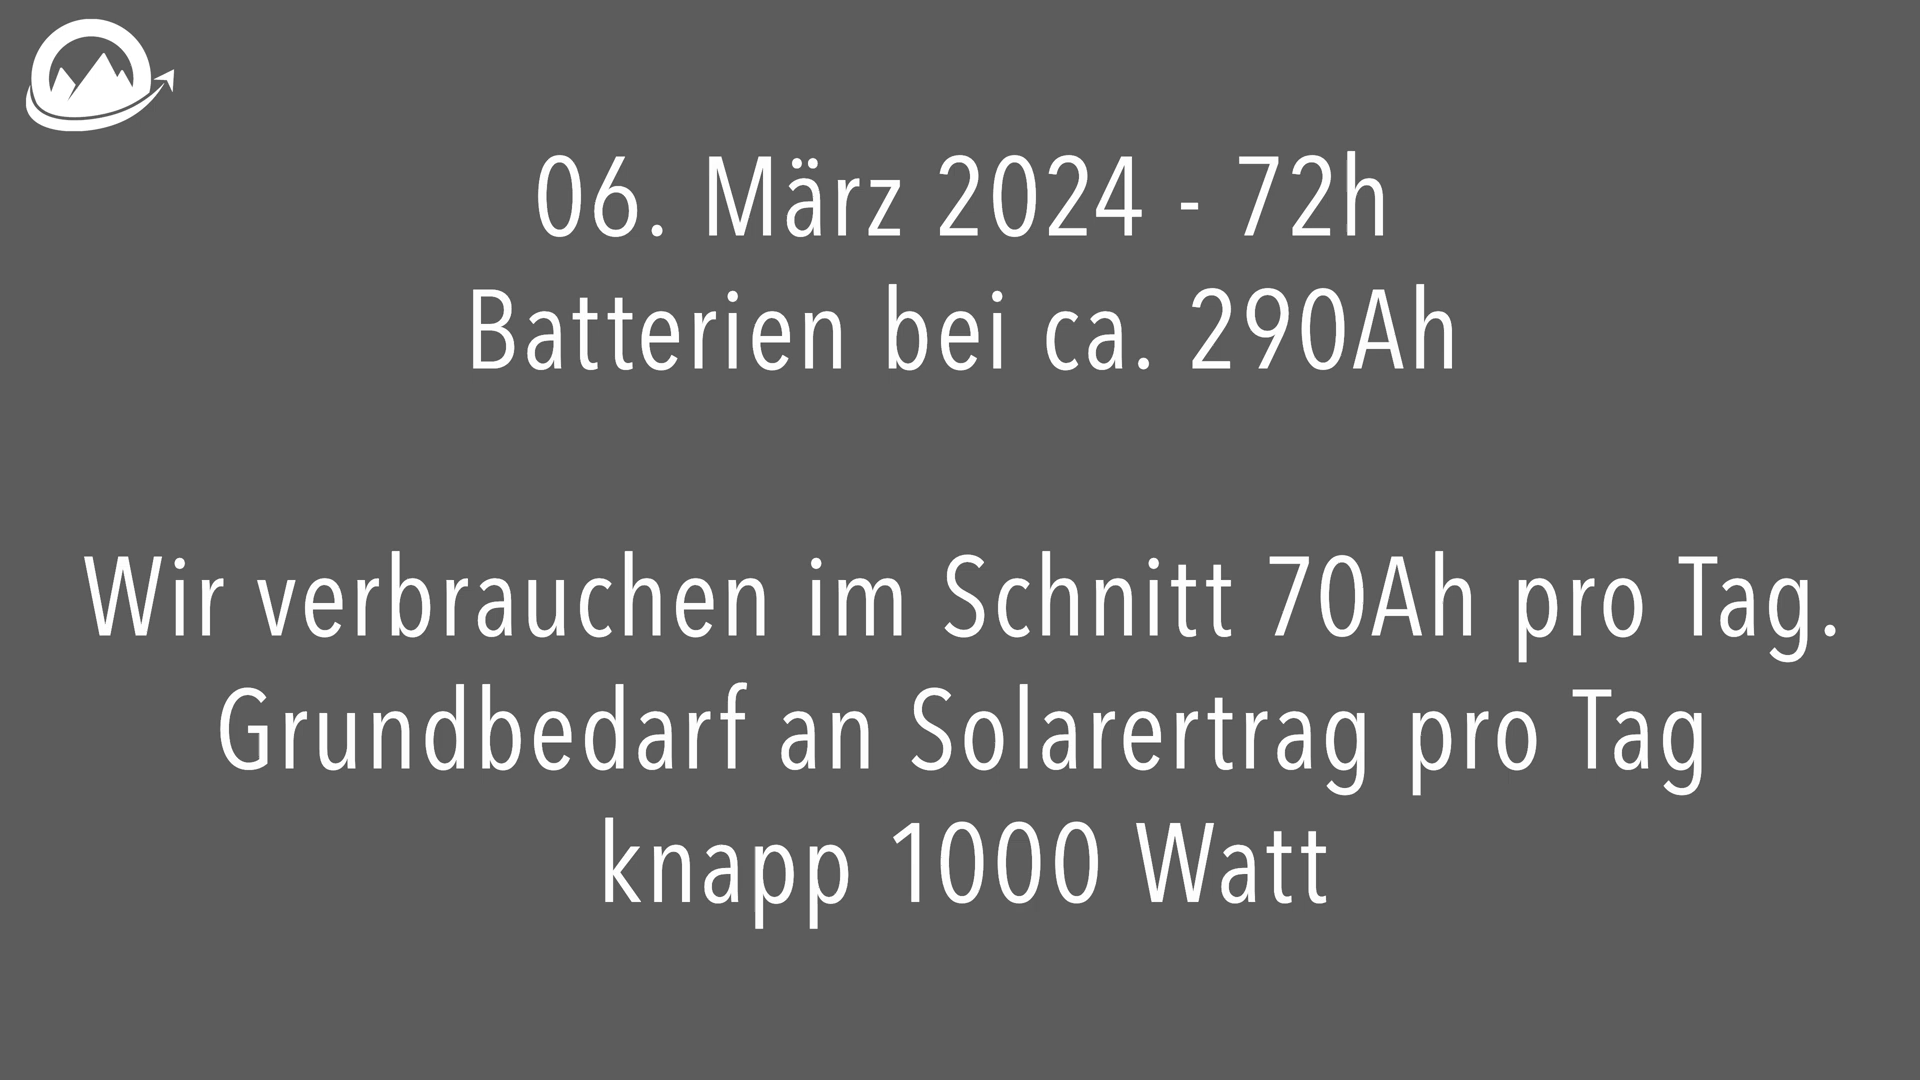 06. März 2024 - 72h
Batterien bei ca. 290Ah
Wir verbrauchen im Schnitt 70Ah pro Tag.
Grundbedarf an Solarertrag pro Tag
knapp 1000 Watt